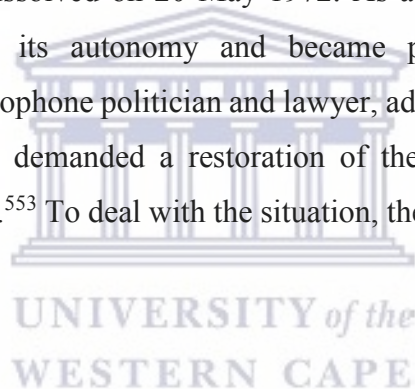 dissolved on 20 May 1972. As a
its autonomy and became p
ophone politician and lawyer, ad
demanded a restoration of the
.553 To deal with the situation, the
UNIVERSITY of the
WESTERN CAPE